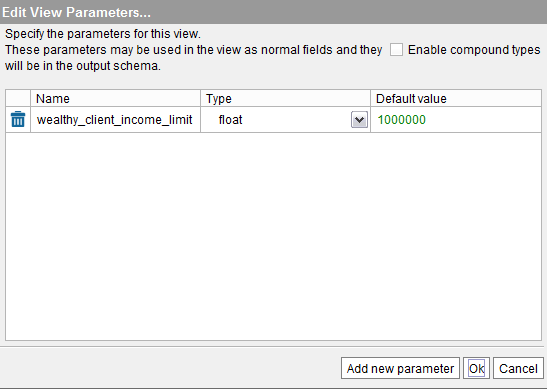 Edit View Parameters...
Specify the parameters for this view.
These parameters may be used in the view as normal fields and they will be in the output schema.
Enable compound types
Name Type Default value
wealthy_client_income_limit float 1000000
Add new parameter Ok Cancel